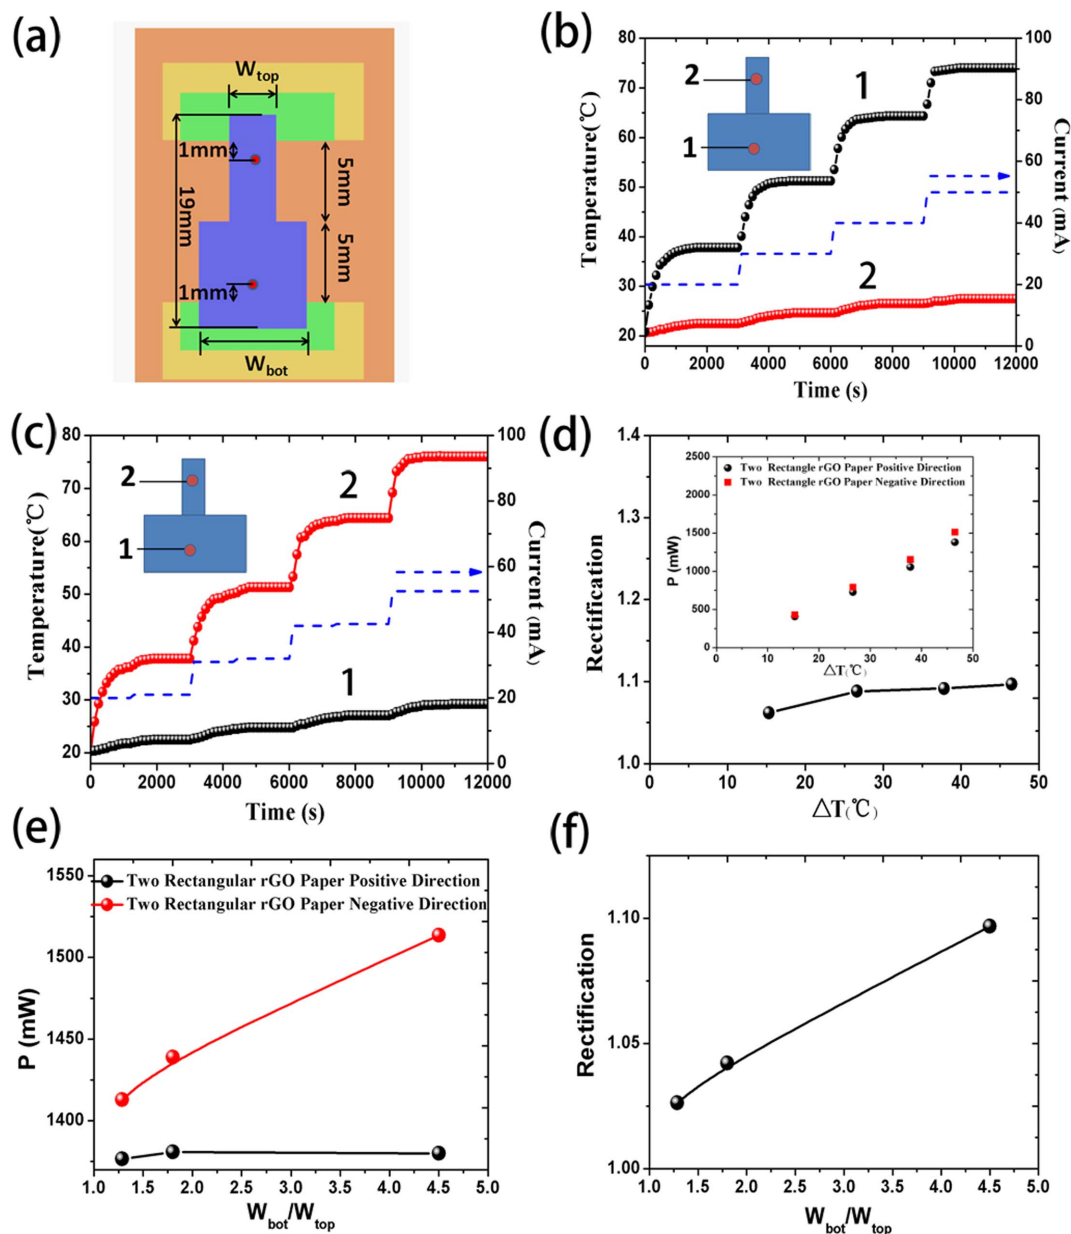 (a)
W_top
1mm
19mm
5mm
5mm
1mm
W_bot
(b)
80
70
60
50
40
30
20
100
80
60
40
20
0
2
1
1
2
Temperature(℃)
Current (mA)
0 2000 4000 6000 8000 10000 12000
Time (s)
(c)
80
70
60
50
40
30
20
100
80
60
40
20
0
2
1
2
1
Temperature(℃)
Current (mA)
0 2000 4000 6000 8000 10000 12000
Time (s)
(d)
1.4
1.3
1.2
1.1
1.0
Rectification
2500
2000
1500
1000
500
0
P (mW)
Two Rectangle rGO Paper Positive Direction
Two Rectangle rGO Paper Negative Direction
0 10 20 30 40 50
△T(℃)
0 10 20 30 40 50
△T(℃)
(e)
1550
1500
1450
1400
P (mW)
Two Rectangular rGO Paper Positive Direction
Two Rectangular rGO Paper Negative Direction
1.0 1.5 2.0 2.5 3.0 3.5 4.0 4.5 5.0
W_bot/W_top
(f)
1.10
1.05
1.00
Rectification
1.0 1.5 2.0 2.5 3.0 3.5 4.0 4.5 5.0
W_bot/W_top